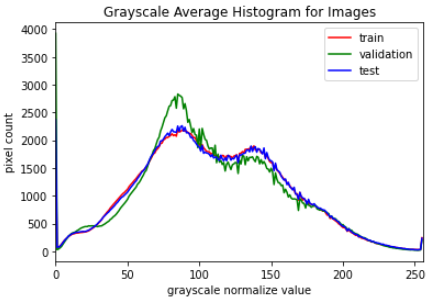 Grayscale Average Histogram for Images
train
validation
test
pixel count
4000
3500
3000
2500
2000
1500
1000
500
0
0 50 100 150 200 250
grayscale normalize value